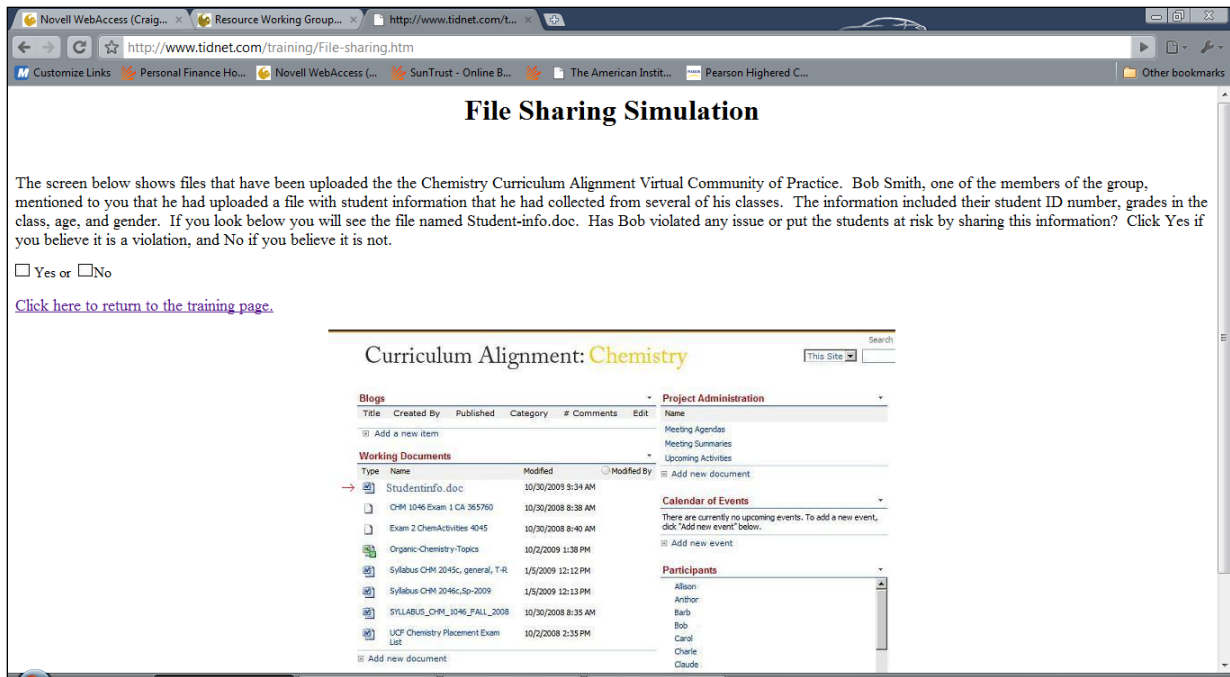 Novell WebAccess (Craig...
Resource Working Group...
http://www.tidnet.com/t...
http://www.tidnet.com/training/File-sharing.htm
Customize Links
Personal Finance Ho...
Novell WebAccess (...
SunTrust - Online B...
The American Instit...
Pearson Highered C...
Other bookmarks
File Sharing Simulation
The screen below shows files that have been uploaded the the Chemistry Curriculum Alignment Virtual Community of Practice. Bob Smith, one of the members of the group,
mentioned to you that he had uploaded a file with student information that he had collected from several of his classes. The information included their student ID number, grades in the
class, age, and gender. If you look below you will see the file named Student-info.doc. Has Bob violated any issue or put the students at risk by sharing this information? Click Yes if
you believe it is a violation, and No if you believe it is not.
Yes or No
Click here to return to the training page.
Search
Curriculum Alignment: Chemistry
This Site
Blogs
Title Created By Published Category # Comments Edit
Add a new item
Working Documents
Type Name Modified Modified By
Studentinfo.doc 10/30/2009 9:34 AM
CHM 1046 Exam 1 CA 365760 10/30/2008 8:38 AM
Exam 2 ChemActivities 4045 10/30/2008 8:40 AM
Organic-Chemistry-Topics 10/2/2009 1:38 PM
Syllabus CHM 2045c, general, T-R 1/5/2009 12:12 PM
Syllabus CHM 2046c,Sp-2009 1/5/2009 12:13 PM
SYLLABUS_CHM_1046_FALL_2008 10/30/2008 8:35 AM
UCF Chemistry Placement Exam 10/2/2008 2:35 PM
List
Add new document
Project Administration
Name
Meeting Agendas
Meeting Summaries
Upcoming Activities
Add new document
Calendar of Events
There are currently no upcoming events. To add a new event,
click "Add new event" below.
Add new event
Participants
Allison
Anthor
Barb
Bob
Carol
Charle
Claude